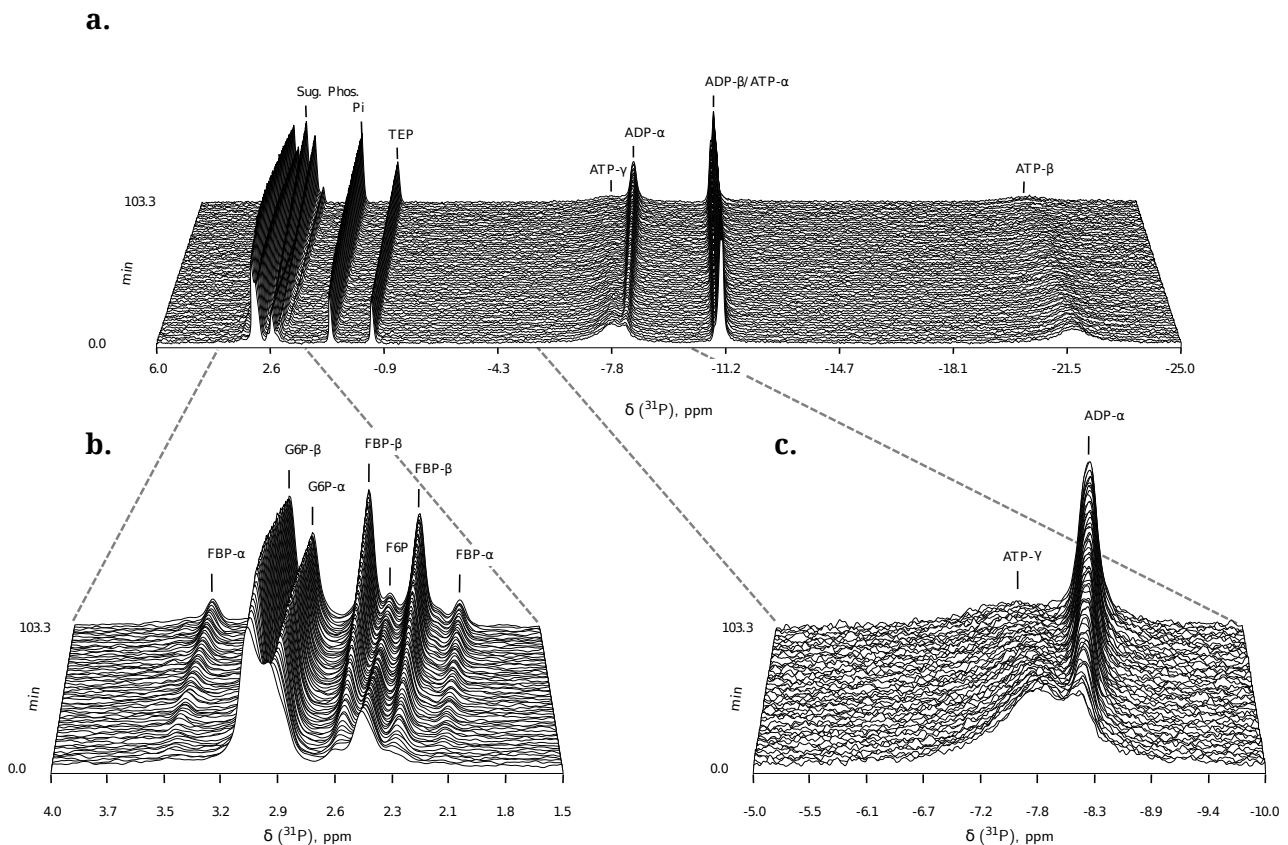 a.
Sug. Phos.
Pi
TEP
ATP-γ
ADP-α
ADP-β/ATP-α
ATP-β
103.3
min
0.0
6.0 2.6 -0.9 -4.3 -7.8 -11.2 -14.7 -18.1 -21.5 -25.0
δ (³¹P), ppm
b.
G6P-β
FBP-β
G6P-α
FBP-β
FBP-α
F6P
FBP-α
103.3
min
0.0
4.0 3.7 3.5 3.2 2.9 2.6 2.3 2.1 1.8 1.5
δ (³¹P), ppm
c.
ADP-α
ATP-γ
103.3
min
0.0
-5.0 -5.5 -6.1 -6.7 -7.2 -7.8 -8.3 -8.9 -9.4 -10.0
δ (³¹P), ppm